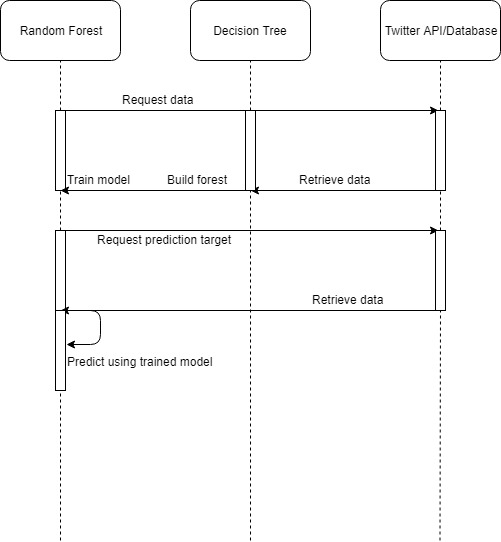 Random Forest
Decision Tree
Twitter API/Database
Request data
Train model
Build forest
Retrieve data
Request prediction target
Retrieve data
Predict using trained model